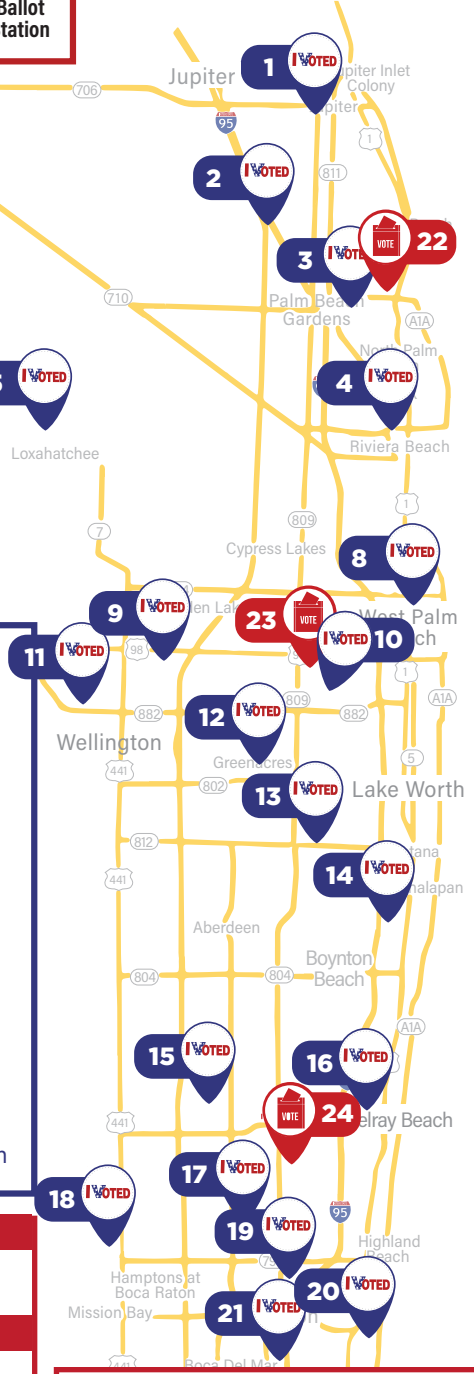 Ballot
Station
1
I VOTED
Jupiter
Jupiter Inlet
Colony
706
Jupiter
95
1
2
I VOTED
811
VOTE
22
3
710
Palm Beach
Gardens
A1A
North Palm
I VOTED
4
I VOTED
Loxahatchee
Riviera Beach
1
7
809
Cypress Lakes
8
I VOTED
9
I VOTED
23
VOTE
West Palm
I VOTED
10
11
I VOTED
98
1
A1A
809
12
I VOTED
882
882
Wellington
5
441
Greenacres
802
13
I VOTED
Lake Worth
812
14
I VOTED
441
Aberdeen
Boynton
Beach
804
804
A1A
15
I VOTED
16
I VOTED
VOTE
24
Delray Beach
441
17
I VOTED
18
I VOTED
95
19
I VOTED
Highland
Beach
Hamptons at
Boca Raton
20
I VOTED
Mission Bay
21
I VOTED
441
Boca Del Mar